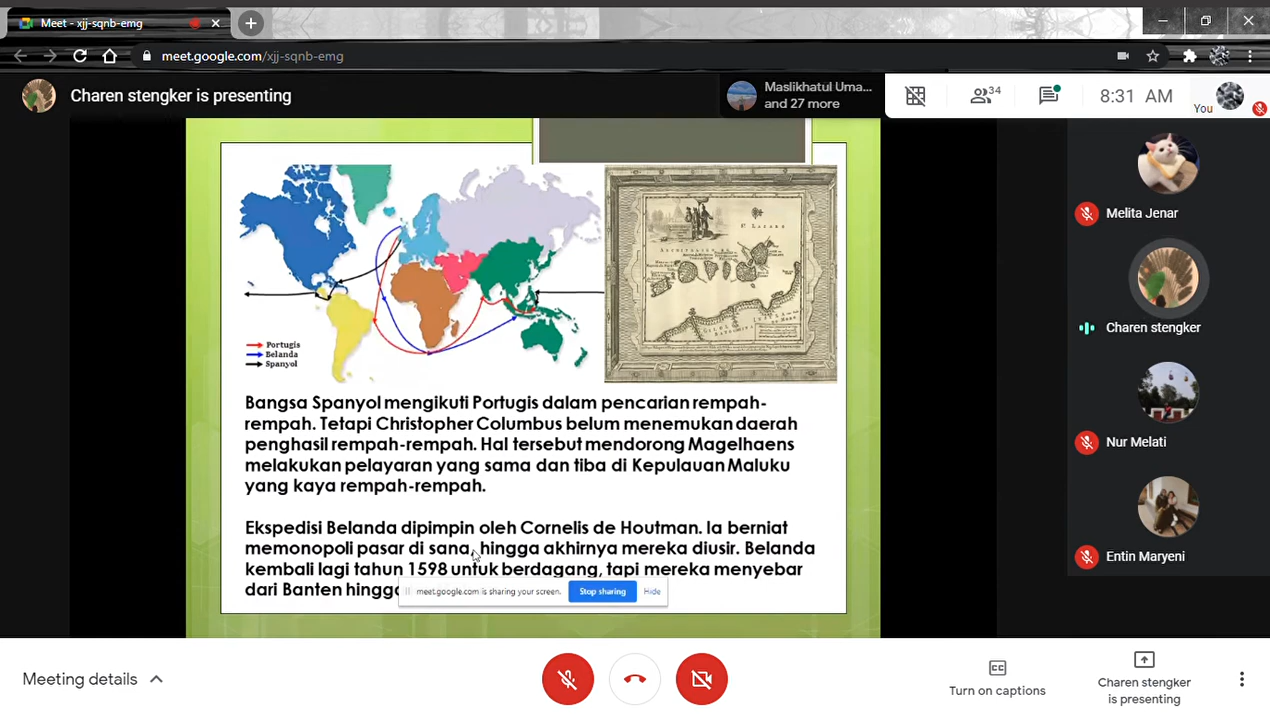 Meet - xjj-sqnb-emg
meet.google.com/xjj-sqnb-emg
Charen stengker is presenting
Maslikhatul Uma...
and 27 more
34
8:31 AM
You
Melita Jenar
Charen stengker
Nur Melati
Entin Maryeni
Portugis
Belanda
Spanyol
Bangsa Spanyol mengikuti Portugis dalam pencarian rempah-
rempah. Tetapi Christopher Columbus belum menemukan daerah
penghasil rempah-rempah. Hal tersebut mendorong Magelhaens
melakukan pelayaran yang sama dan tiba di Kepulauan Maluku
yang kaya rempah-rempah.
Ekspedisi Belanda dipimpin oleh Cornelis de Houtman. Ia berniat
memonopoli pasar di sana, hingga akhirnya mereka diusir. Belanda
kembali lagi tahun 1598 untuk berdagang, tapi mereka menyebar
dari Banten hingga
meet.google.com is sharing your screen.
Stop sharing
Hide
Meeting details
Turn on captions
Charen stengker
is presenting